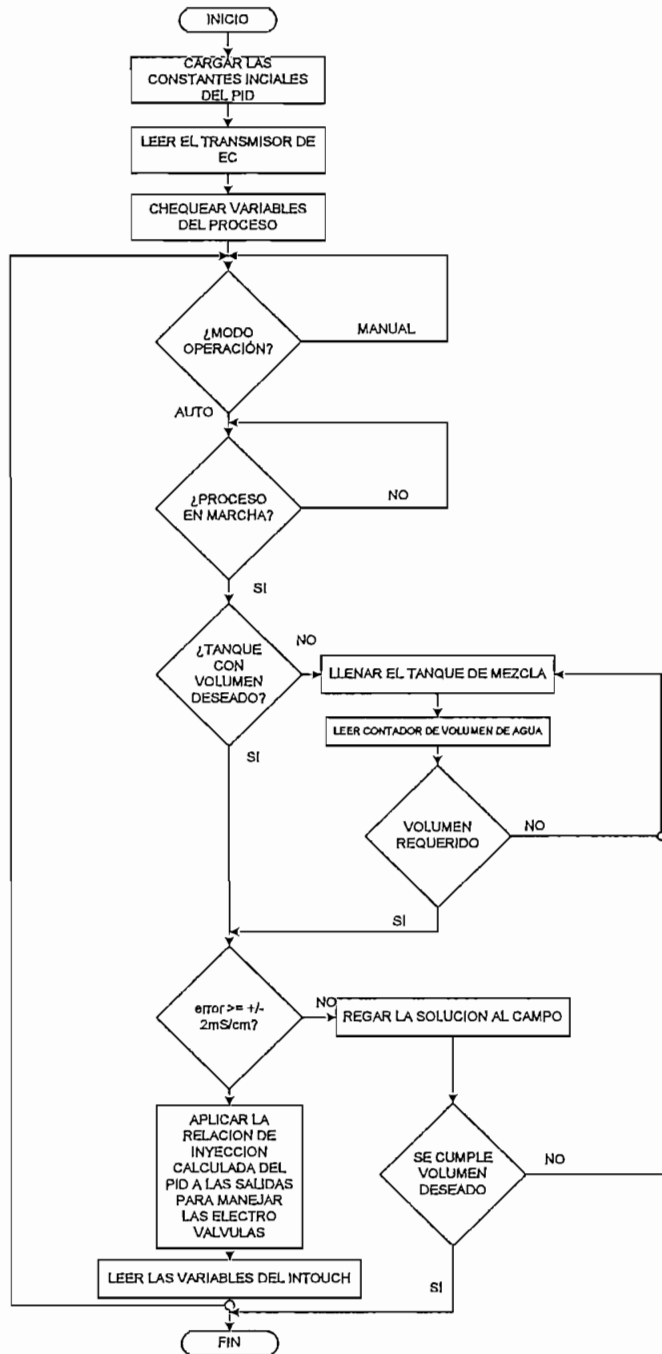 INICIO
CARGAR LAS
CONSTANTES INCIALES
DEL PID
LEER EL TRANSMISOR DE
EC
CHEQUEAR VARIABLES
DEL PROCESO
¿MODO
OPERACIÓN?
MANUAL
AUTO
¿PROCESO
EN MARCHA?
NO
SI
¿TANQUE
CON
VOLUMEN
DESEADO?
NO
LLENAR EL TANQUE DE MEZCLA
LEER CONTADOR DE VOLUMEN DE AGUA
SI
VOLUMEN
REQUERIDO
NO
SI
error >= +/-
2mS/cm?
NO
REGAR LA SOLUCION AL CAMPO
APLICAR LA
RELACION DE
INYECCION
CALCULADA DEL
PID A LAS SALIDAS
PARA MANEJAR
LAS ELECTRO
VALVULAS
SE CUMPLE
VOLUMEN
DESEADO
NO
LEER LAS VARIABLES DEL INTOUCH
SI
FIN